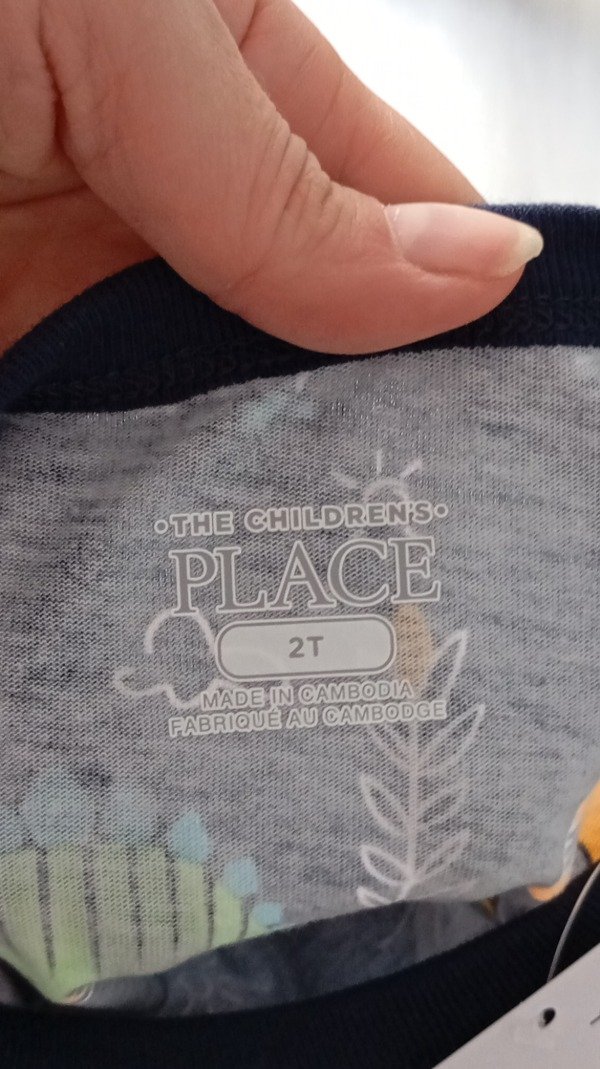 •THE CHILDREN'S•
PLACE
2T
MADE IN CAMBODIA
FABRIQUÉ AU CAMBODGE